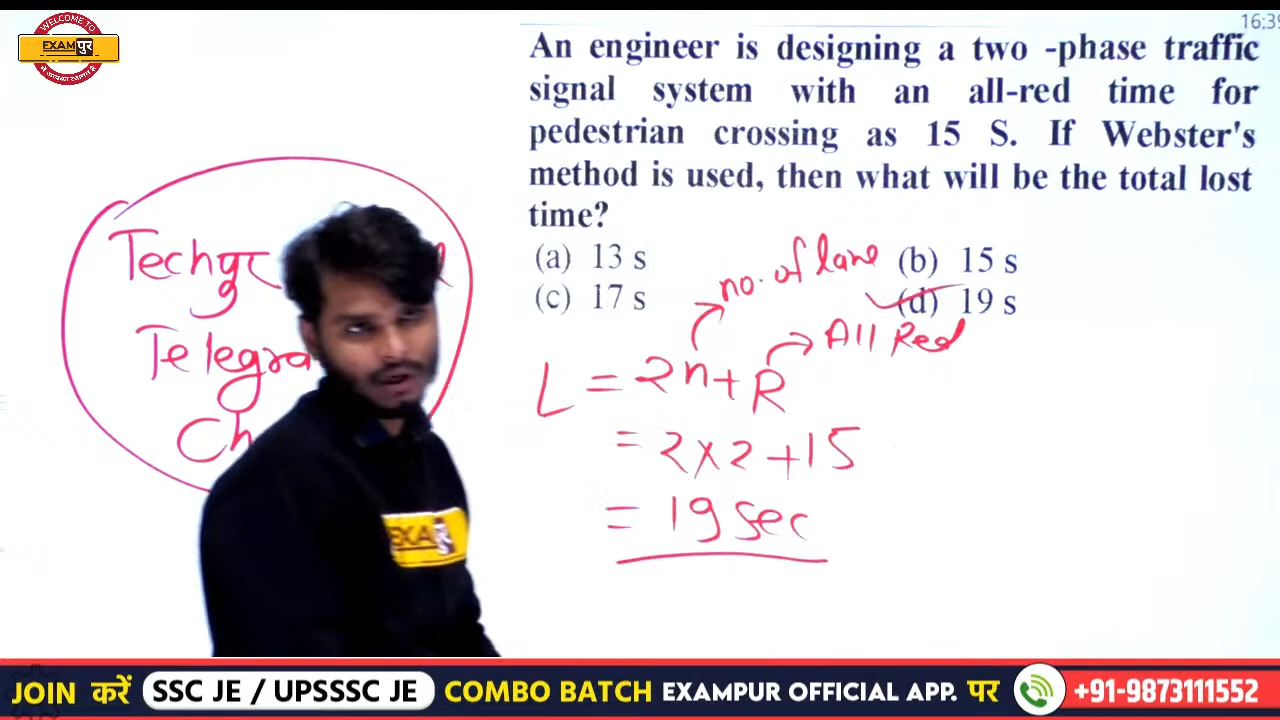 WELCOME TO
EXAMपुर
16:39
An engineer is designing a two -phase traffic
signal system with an all-red time for
pedestrian crossing as 15 S. If Webster's
method is used, then what will be the total lost
time?
(a) 13 s
(b) 15 s
(c) 17 s
(d) 19 s
no. of lane
All Red
L = 2n + R
= 2 x 2 + 15
= 19 sec
Techपुर
EXAM
JOIN करें SSC JE / UPSSSC JE COMBO BATCH EXAMPUR OFFICIAL APP. पर +91-9873111552